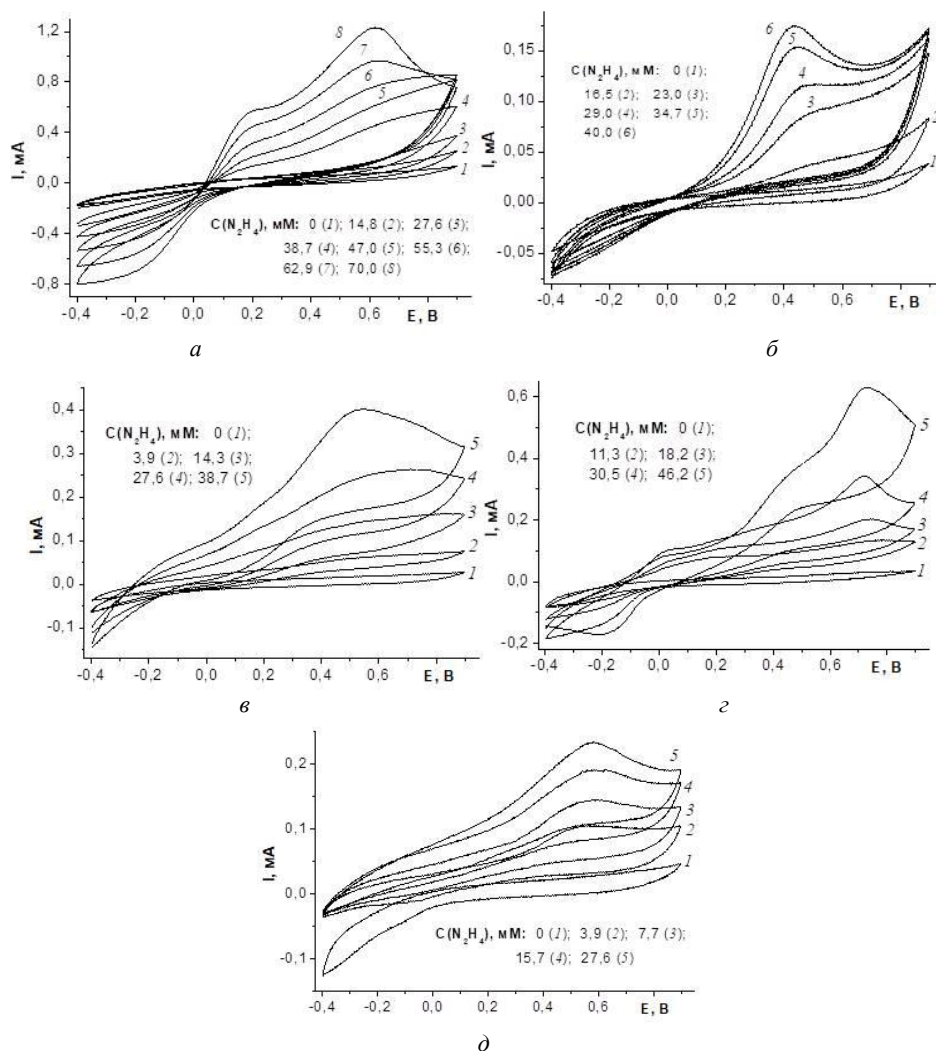 1,2
0,8
0,4
0,0
-0,4
-0,8
I, мА
8
7
6
5
4
3
2
1
C(N₂H₄), мМ: 0 (1); 14,8 (2); 27,6 (3);
38,7 (4); 47,0 (5); 55,3 (6);
62,9 (7); 70,0 (8)
-0,4 -0,2 0,0 0,2 0,4 0,6 E, В
а
0,15
0,10
0,05
0,00
-0,05
I, мА
C(N₂H₄), мМ: 0 (1);
16,5 (2); 23,0 (3);
29,0 (4); 34,7 (5);
40,0 (6)
6
5
4
3
2
1
-0,4 -0,2 0,0 0,2 0,4 0,6 E, В
б
0,4
0,3
0,2
0,1
0,0
-0,1
I, мА
C(N₂H₄), мМ: 0 (1);
3,9 (2); 14,3 (3);
27,6 (4); 38,7 (5)
5
4
3
2
1
-0,4 -0,2 0,0 0,2 0,4 0,6 E, В
в
0,6
0,4
0,2
0,0
-0,2
I, мА
C(N₂H₄), мМ: 0 (1);
11,3 (2); 18,2 (3);
30,5 (4); 46,2 (5)
5
4
3
2
1
-0,4 -0,2 0,0 0,2 0,4 0,6 E, В
г
0,2
0,1
0,0
-0,1
I, мА
5
4
3
2
1
C(N₂H₄), мМ: 0 (1); 3,9 (2); 7,7 (3);
15,7 (4); 27,6 (5)
-0,4 -0,2 0,0 0,2 0,4 0,6 E, В
д